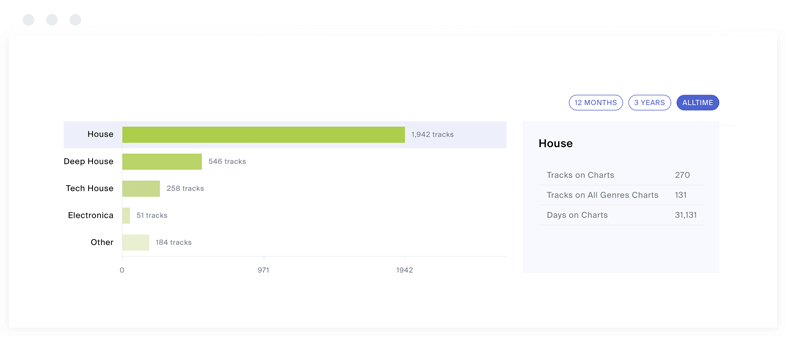 12 MONTHS 3 YEARS ALLTIME
House 1,942 tracks
Deep House 546 tracks
Tech House 258 tracks
Electronica 51 tracks
Other 184 tracks
0 971 1942
House
Tracks on Charts 270
Tracks on All Genres Charts 131
Days on Charts 31,131